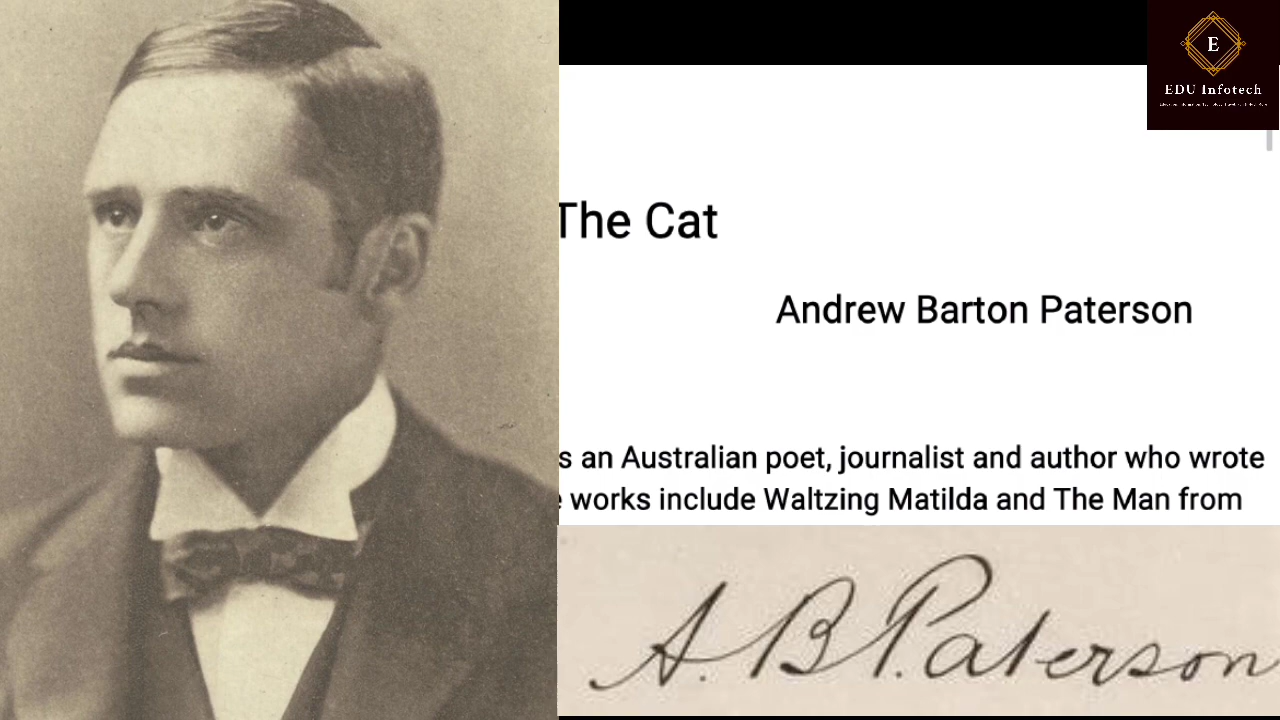 E
EDU Infotech
The Cat
Andrew Barton Paterson
s an Australian poet, journalist and author who wrote
works include Waltzing Matilda and The Man from
A. B. Paterson